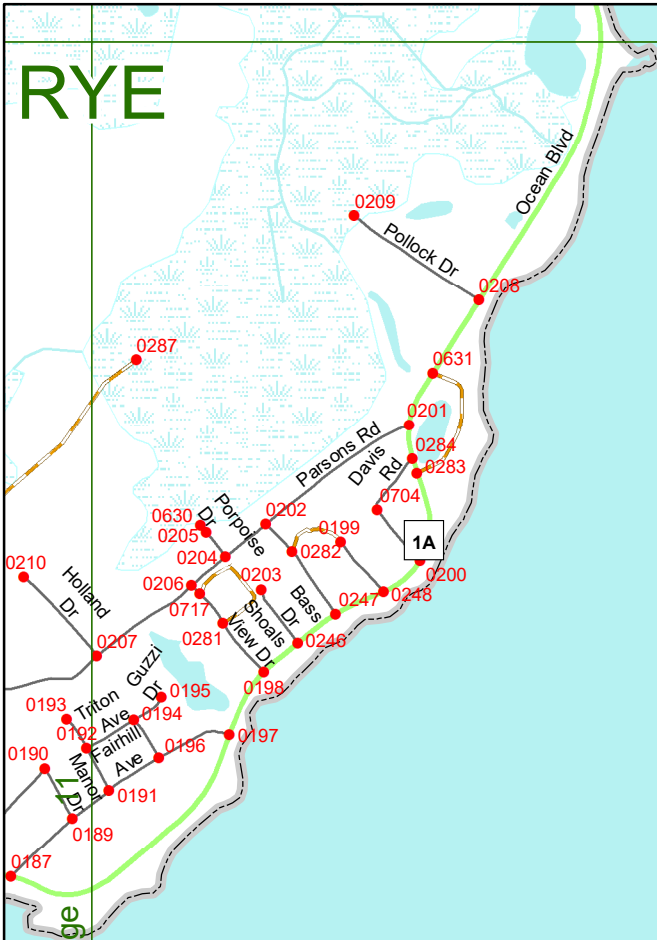 RYE
Ocean Blvd
0209
Pollock Dr
0208
0287
0631
0201
Parsons Rd
Davis
Rd
0284
0283
0704
0630
0205
Porpoise
Dr
0202
0199
1A
0282
0204
0200
0210
Holland
Dr
0206
0203
0717
0248
Bass
Dr
0247
0281
Shoals
View Dr
0246
0207
0198
Guzzi
Dr
0195
0193
Triton
Ave
0194
0192
Fairhill
Ave
0197
0196
0190
Manor
Dr
11
0191
0189
0187
ge